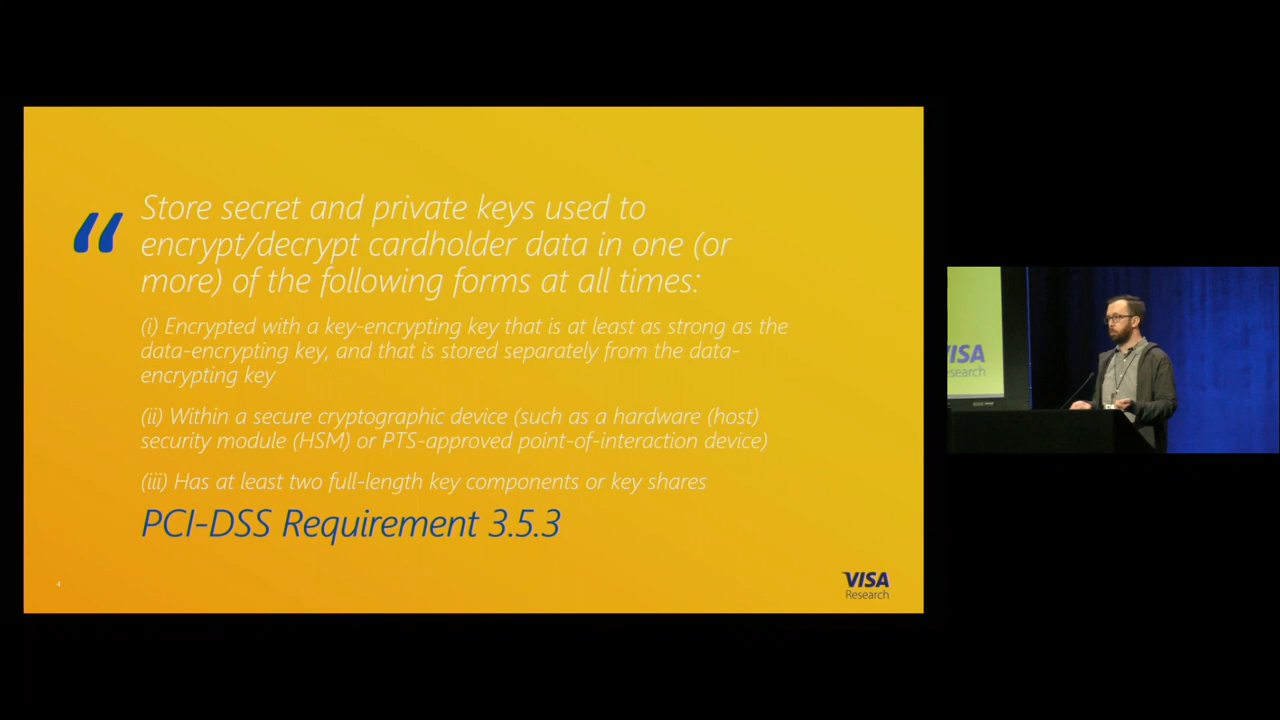 “
Store secret and private keys used to
encrypt/decrypt cardholder data in one (or
more) of the following forms at all times:
(i) Encrypted with a key-encrypting key that is at least as strong as the
data-encrypting key, and that is stored separately from the data-
encrypting key
(ii) Within a secure cryptographic device (such as a hardware (host)
security module (HSM) or PTS-approved point-of-interaction device)
(iii) Has at least two full-length key components or key shares
PCI-DSS Requirement 3.5.3
4
VISA
Research
VISA
search